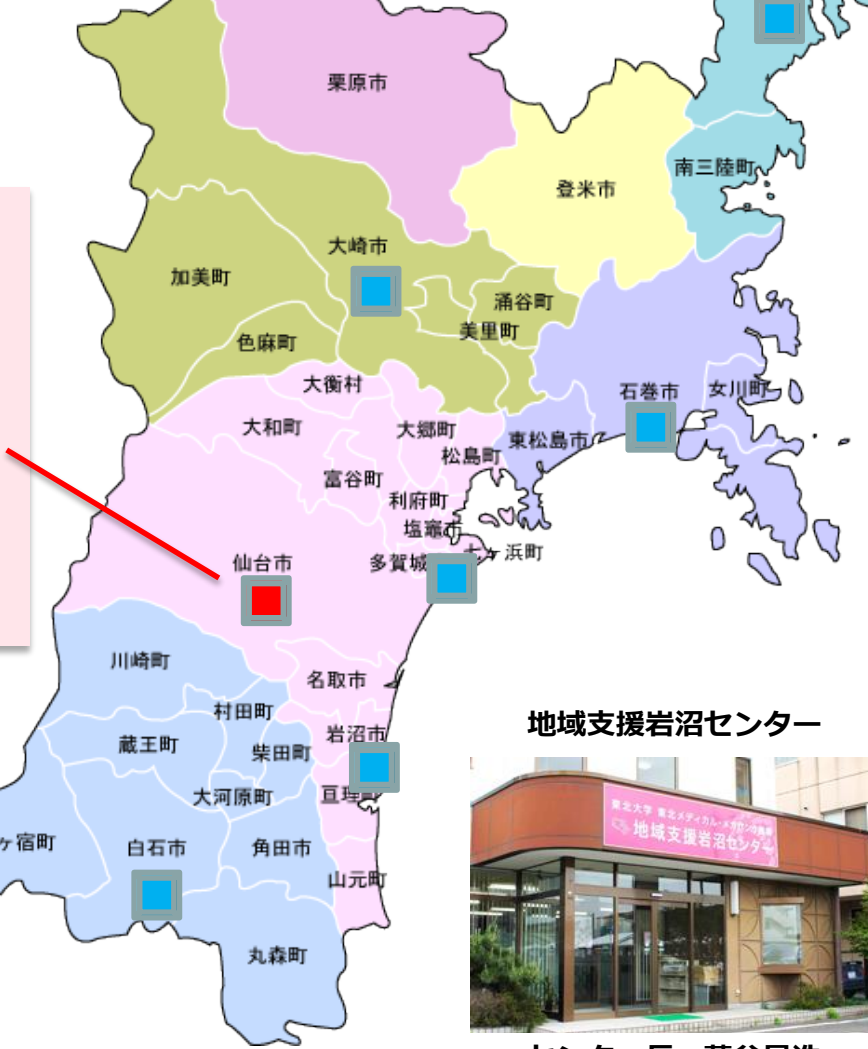 栗原市
南三陸町
登米市
大崎市
加美町
涌谷町
美里町
色麻町
大衡村
石巻市
女川町
大和町
大郷町
東松島市
松島町
富谷町
利府町
塩竈市
七ヶ浜町
仙台市
多賀城
川崎町
名取市
村田町
岩沼市
蔵王町
柴田町
大河原町
亘理町
ヶ宿町
白石市
角田市
山元町
丸森町
地域支援岩沼センター
東北大学 東北メディカル・メガバンク機構
地域支援岩沼センター